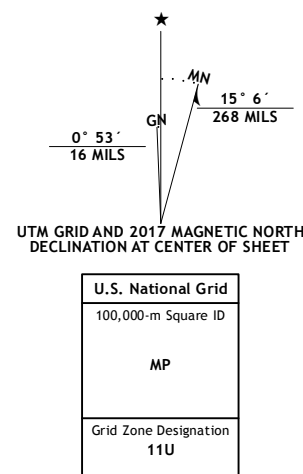 MN
GN
15° 6´
268 MILS
0° 53´
16 MILS
UTM GRID AND 2017 MAGNETIC NORTH
DECLINATION AT CENTER OF SHEET
U.S. National Grid
100,000-m Square ID
MP
Grid Zone Designation
11U